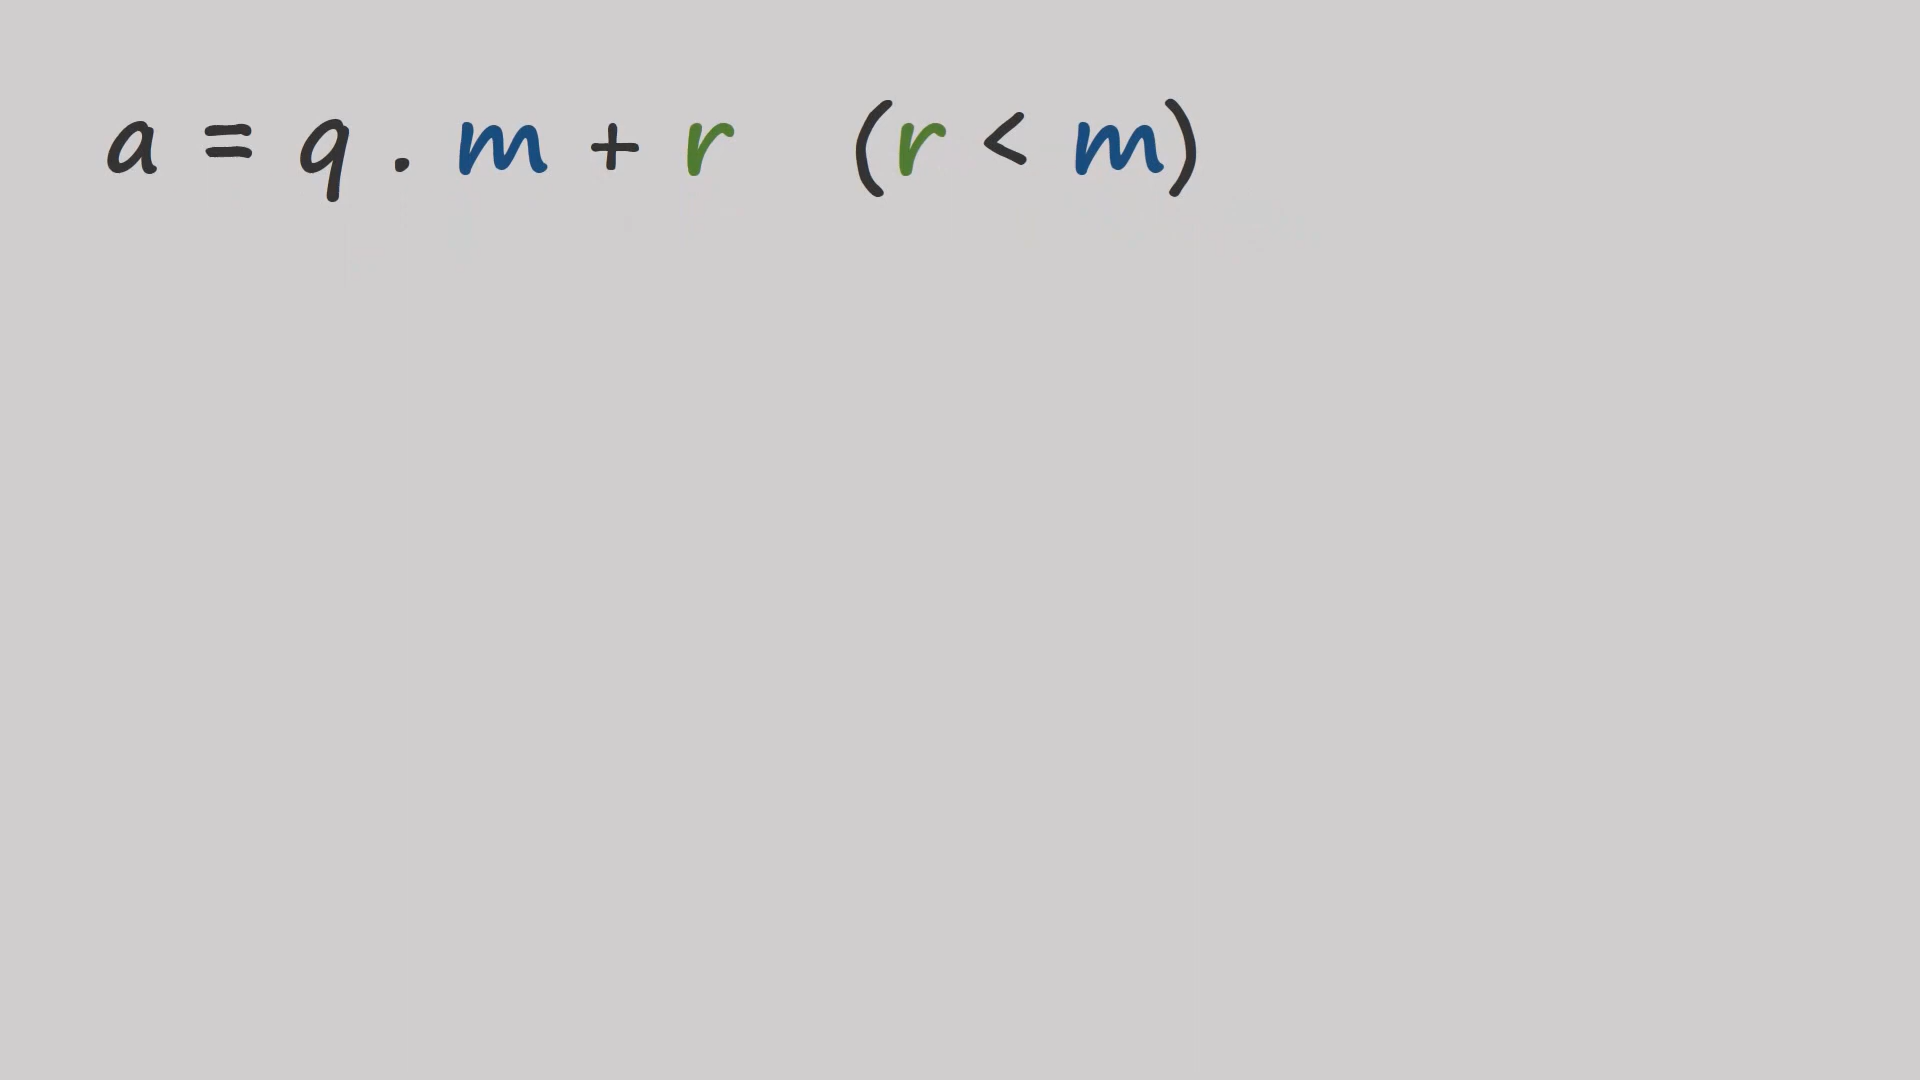 a = q . m + r (r < m)